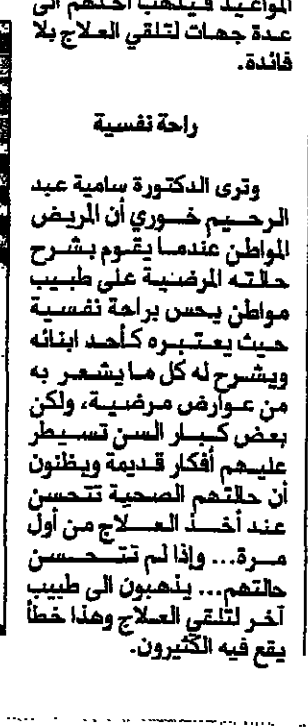 المواعيد فيذهب أحدهم الى
عدة جهات لتلقي العلاج بلا
فائدة.
راحة نفسية
وترى الدكتورة سامية عبد
الرحيم خوري أن المريض
المواطن عندما يقوم بشرح
حالته المرضية على طبيب
مواطن يحس براحة نفسية
حيث يعتبره كأحد ابنائه
ويشرح له كل ما يشعر به
من عوارض مرضية، ولكن
بعض كبار السن تسيطر
عليهم أفكار قديمة ويظنون
أن حالتهم الصحية تتحسن
عند أخذ العلاج من أول
مرة... وإذا لم تتحسن
حالتهم... يذهبون الى طبيب
آخر لتلقي العلاج وهذا خطأ
يقع فيه الكثيرون.